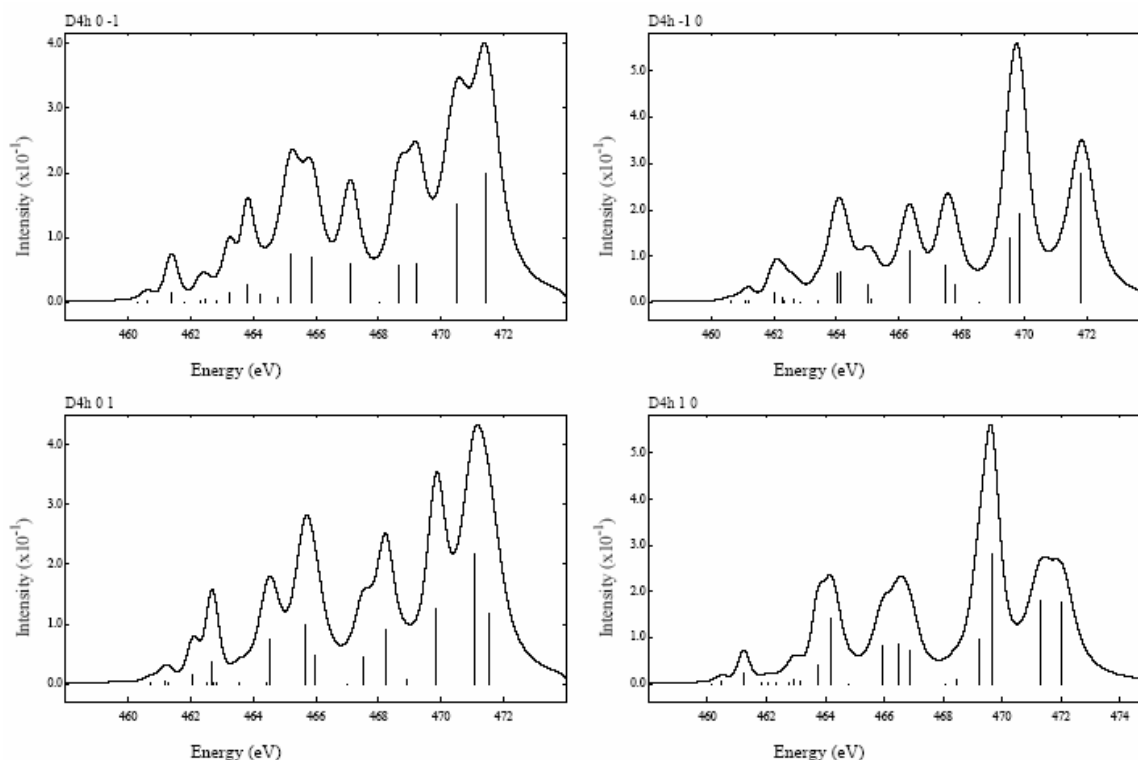 D4h 0 -1
4.0
3.0
2.0
1.0
0.0
Intensity (x10⁻¹)
460 462 464 466 468 470 472
Energy (eV)
D4h -1 0
5.0
4.0
3.0
2.0
1.0
0.0
Intensity (x10⁻¹)
460 462 464 466 468 470 472
Energy (eV)
D4h 0 1
4.0
3.0
2.0
1.0
0.0
Intensity (x10⁻¹)
460 462 464 466 468 470 472
Energy (eV)
D4h 1 0
5.0
4.0
3.0
2.0
1.0
0.0
Intensity (x10⁻¹)
460 462 464 466 468 470 472 474
Energy (eV)